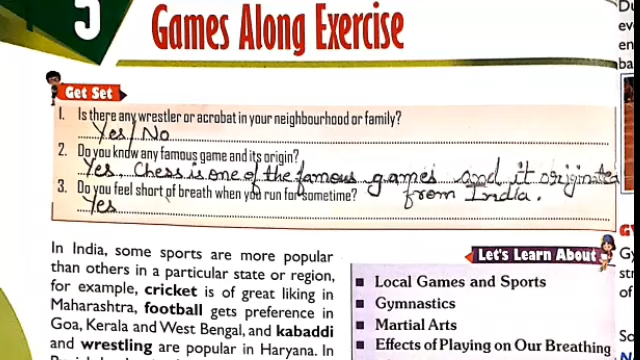 5
Games Along Exercise
Get Set
1. Is there any wrestler or acrobat in your neighbourhood or family?
Yes/ No
2. Do you know any famous game and its origin?
Yes, Chess is one of the famous games and it originated
from India.
3. Do you feel short of breath when you run for sometime?
Yes
In India, some sports are more popular
than others in a particular state or region,
for example, cricket is of great liking in
Maharashtra, football gets preference in
Goa, Kerala and West Bengal, and kabaddi
and wrestling are popular in Haryana. In
Let's Learn About
Local Games and Sports
Gymnastics
Martial Arts
Effects of Playing on Our Breathing